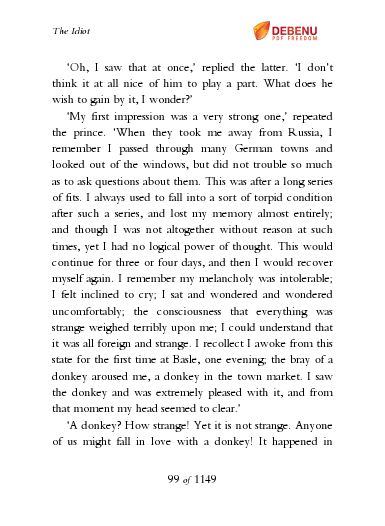 The Idiot
DEBENU
PDF FREEDOM
‘Oh, I saw that at once,’ replied the latter. ‘I don’t
think it at all nice of him to play a part. What does he
wish to gain by it, I wonder?’
‘My first impression was a very strong one,’ repeated
the prince. ‘When they took me away from Russia, I
remember I passed through many German towns and
looked out of the windows, but did not trouble so much
as to ask questions about them. This was after a long series
of fits. I always used to fall into a sort of torpid condition
after such a series, and lost my memory almost entirely;
and though I was not altogether without reason at such
times, yet I had no logical power of thought. This would
continue for three or four days, and then I would recover
myself again. I remember my melancholy was intolerable;
I felt inclined to cry; I sat and wondered and wondered
uncomfortably; the consciousness that everything was
strange weighed terribly upon me; I could understand that
it was all foreign and strange. I recollect I awoke from this
state for the first time at Basle, one evening; the bray of a
donkey aroused me, a donkey in the town market. I saw
the donkey and was extremely pleased with it, and from
that moment my head seemed to clear.’
‘A donkey? How strange! Yet it is not strange. Anyone
of us might fall in love with a donkey! It happened in
99 of 1149